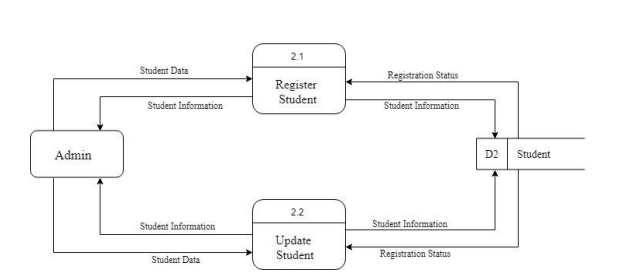 2.1
Student Data
Registration Status
Register
Student
Student Information
Student Information
Admin
D2
Student
2.2
Student Information
Student Information
Update
Student
Registration Status
Student Data